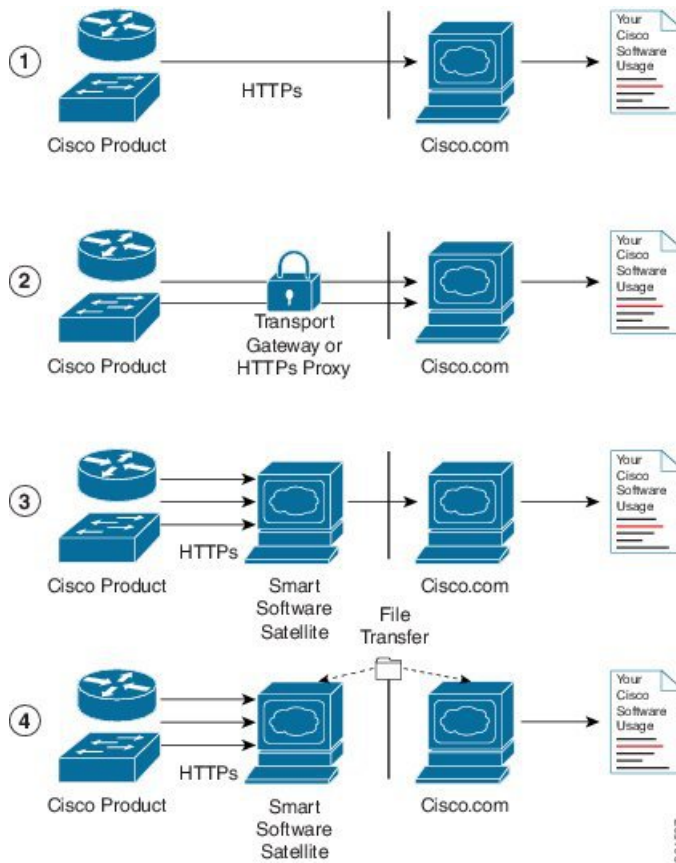 1
HTTPs
Cisco Product
Cisco.com
Your
Cisco
Software
Usage
2
Transport
Gateway or
HTTPs Proxy
Cisco Product
Cisco.com
Your
Cisco
Software
Usage
3
HTTPs
Cisco Product
Smart
Software
Satellite
Cisco.com
Your
Cisco
Software
Usage
File
Transfer
4
HTTPs
Cisco Product
Smart
Software
Satellite
Cisco.com
Your
Cisco
Software
Usage